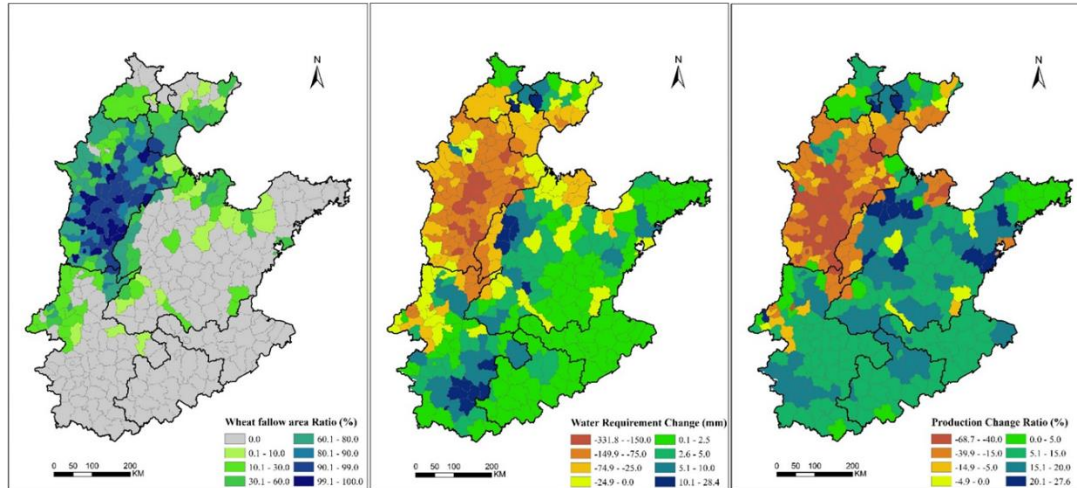 N
Wheat fallow area Ratio (%)
0.0 60.1 - 80.0
0.1 - 10.0 80.1 - 90.0
10.1 - 30.0 90.1 - 99.0
30.1 - 60.0 99.1 - 100.0
0 50 100 200
KM
N
Water Requirement Change (mm)
-331.8 - -150.0 0.1 - 2.5
-149.9 - -75.0 2.6 - 5.0
-74.9 - -25.0 5.1 - 10.0
-24.9 - 0.0 10.1 - 28.4
0 50 100 200
KM
N
Production Change Ratio (%)
-68.7 - -40.0 0.0 - 5.0
-39.9 - -15.0 5.1 - 15.0
-14.9 - -5.0 15.1 - 20.0
-4.9 - 0.0 20.1 - 27.6
0 50 100 200
KM